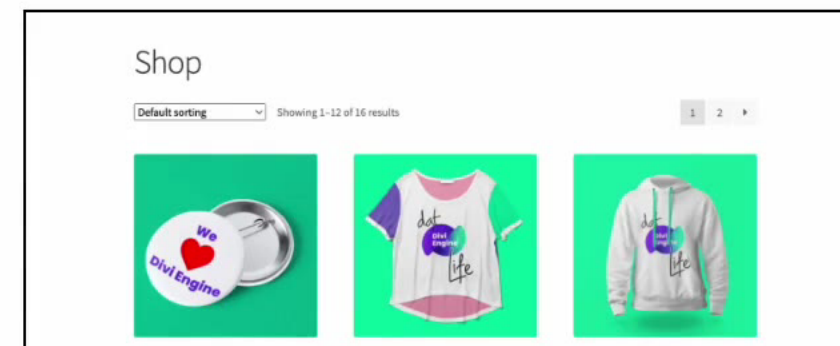 Shop
Default sorting
Showing 1–12 of 16 results
1 2
We
Divi Engine
dat
Divi
Engine
Life
dat
Divi
Engine
Life